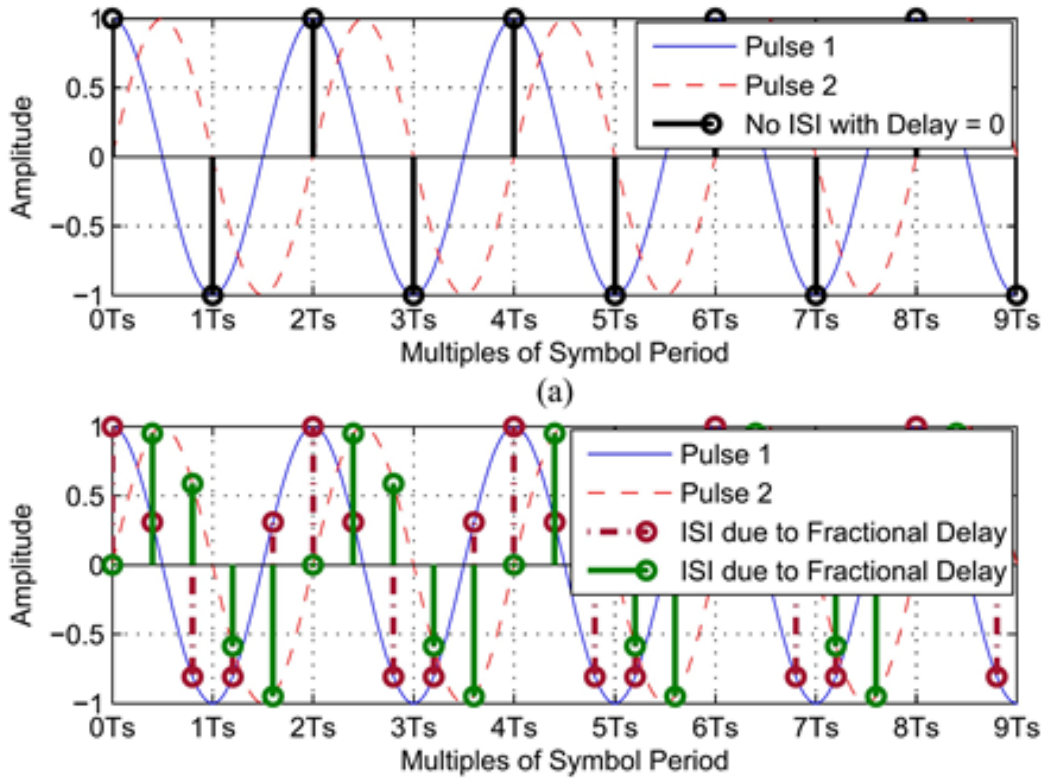 1
0.5
0
−0.5
−1
Amplitude
Pulse 1
Pulse 2
No ISI with Delay = 0
0Ts 1Ts 2Ts 3Ts 4Ts 5Ts 6Ts 7Ts 8Ts 9Ts
Multiples of Symbol Period
(a)
1
0.5
0
−0.5
−1
Amplitude
Pulse 1
Pulse 2
ISI due to Fractional Delay
ISI due to Fractional Delay
0Ts 1Ts 2Ts 3Ts 4Ts 5Ts 6Ts 7Ts 8Ts 9Ts
Multiples of Symbol Period